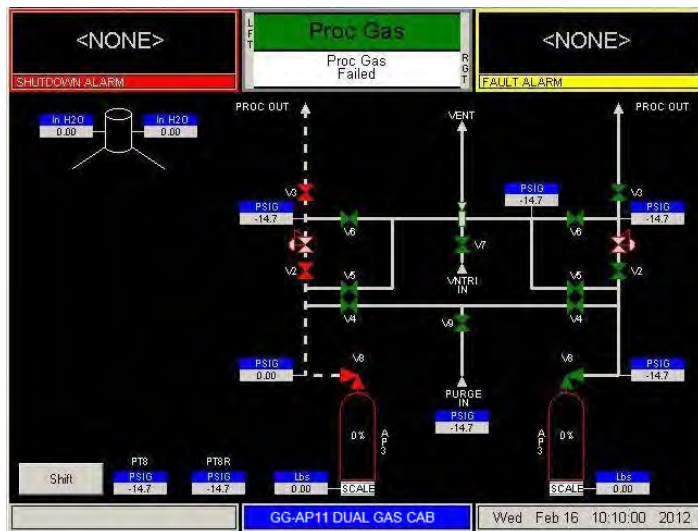 <NONE>
SHUTDOWN ALARM
LFT
Proc Gas
Proc Gas
Failed
RGT
<NONE>
FAULT ALARM
In H2O
0.00
In H2O
0.00
PROC OUT
VENT
PROC OUT
V3
PSIG
-14.7
V6
V7
PSIG
-14.7
V6
V3
PSIG
-14.7
V2
V5
V4
VNTRI
IN
V9
V2
V5
V4
PSIG
0.00
V8
PURGE
IN
PSIG
-14.7
V8
PSIG
-14.7
0%
AP3
0%
AP3
Shift
PT8
PSIG
-14.7
PT8R
PSIG
-14.7
Lbs
0.00
SCALE
SCALE
Lbs
0.00
GG-AP11 DUAL GAS CAB
Wed Feb 16 10:10:00 2012